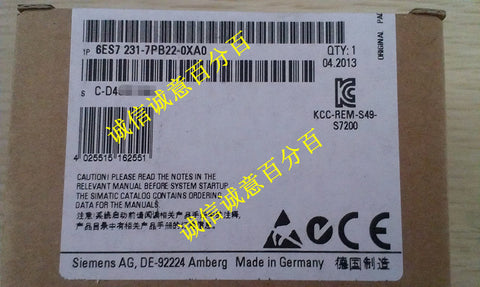 1P 6ES7 231-7PB22-0XA0
QTY: 1
04.2013
S C-D4
诚信诚意百分百
KCC-REM-S49-
S7200
4 025515 162551
CAUTION! PLEASE READ THE NOTES IN THE
RELEVANT MANUAL BEFORE SYSTEM STARTUP.
THE SIMATIC CATALOG CONTAINS ORDERING
DATA FOR THE MANUALS.
诚信诚意百分百
Siemens AG, DE-92224 Amberg Made in Germany 德国制造
ORIGINAL PAC